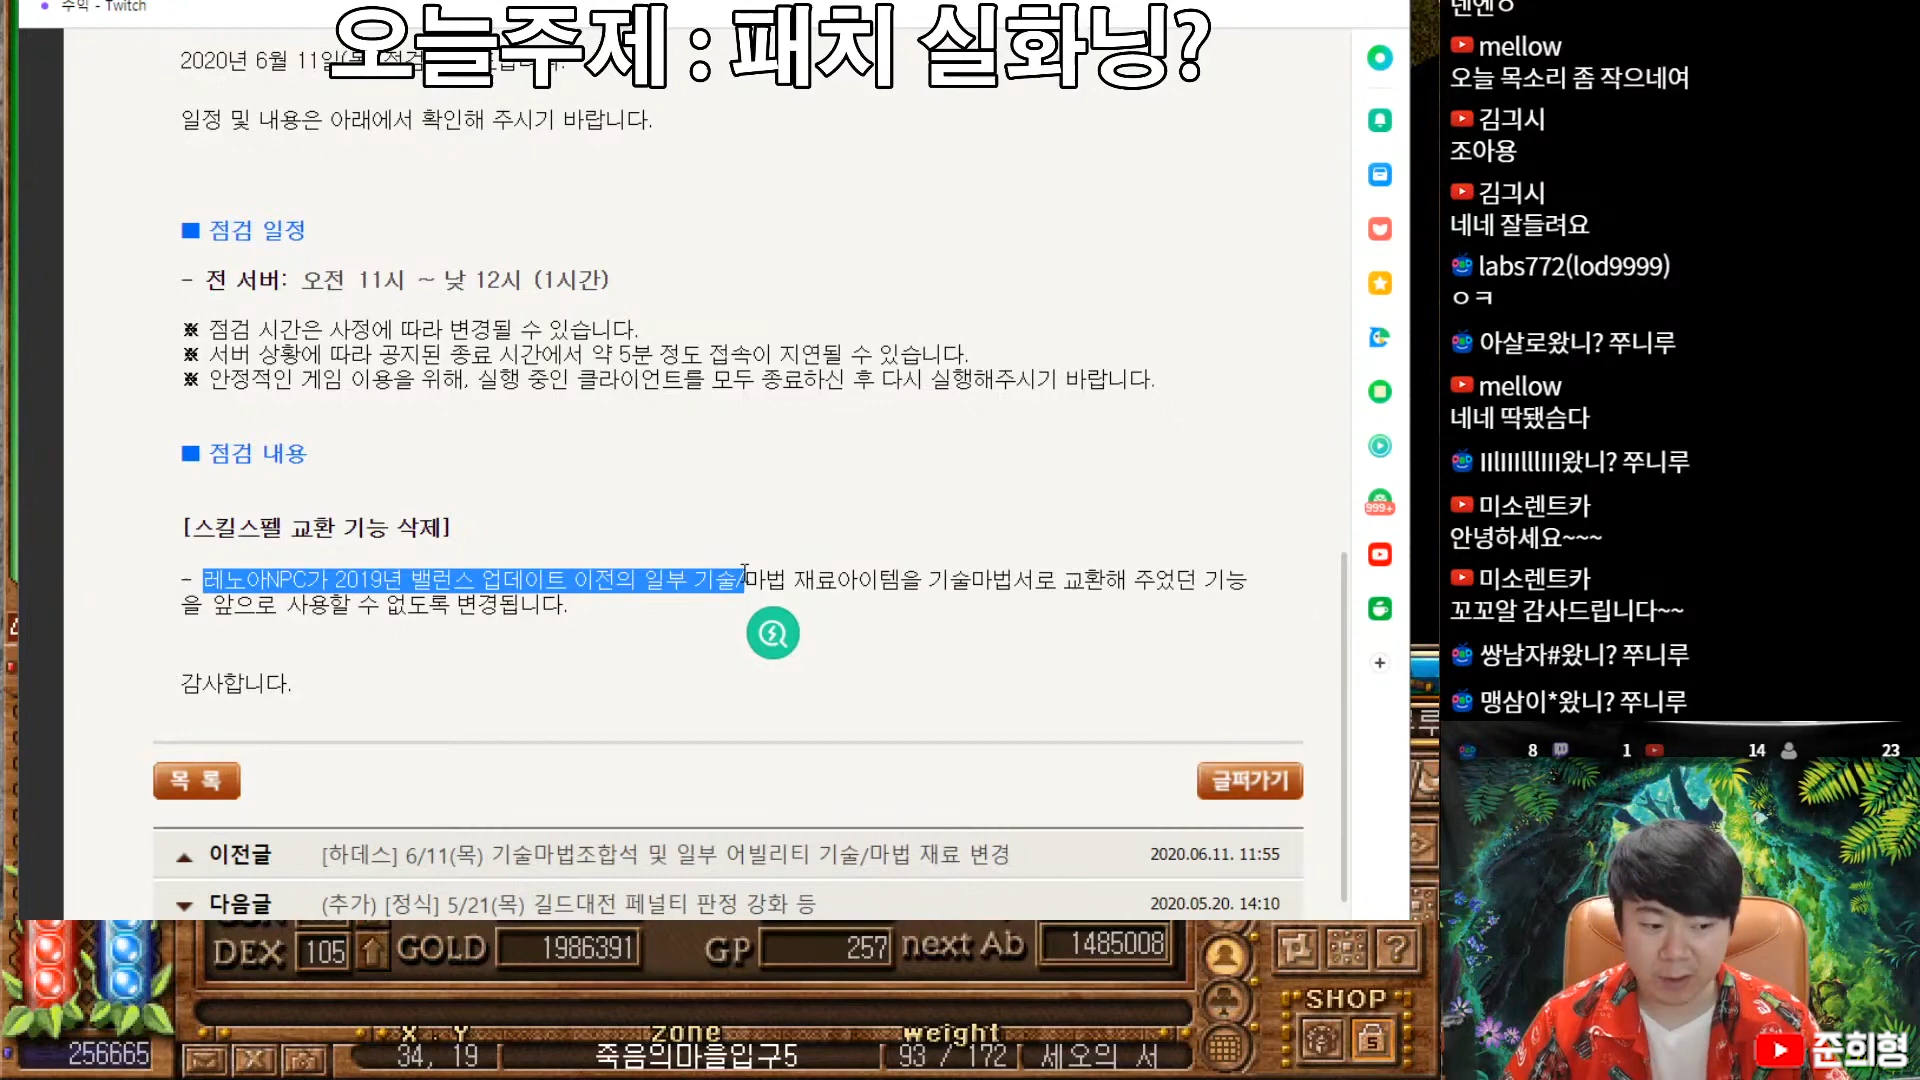 수익 - Twitch
오늘주제 : 패치 실화닝?
2020년 6월 11일
일정 및 내용은 아래에서 확인해 주시기 바랍니다.
■ 점검 일정
- 전 서버: 오전 11시 ~ 낮 12시 (1시간)
※ 점검 시간은 사정에 따라 변경될 수 있습니다.
※ 서버 상황에 따라 공지된 종료 시간에서 약 5분 정도 접속이 지연될 수 있습니다.
※ 안정적인 게임 이용을 위해, 실행 중인 클라이언트를 모두 종료하신 후 다시 실행해주시기 바랍니다.
■ 점검 내용
[스킬스펠 교환 기능 삭제]
- 레노아NPC가 2019년 밸런스 업데이트 이전의 일부 기술/마법 재료아이템을 기술마법서로 교환해 주었던 기능
을 앞으로 사용할 수 없도록 변경됩니다.
감사합니다.
목 록
글퍼가기
▲ 이전글 [하데스] 6/11(목) 기술마법조합석 및 일부 어빌리티 기술/마법 재료 변경 2020.06.11. 11:55
▼ 다음글 (추가) [정식] 5/21(목) 길드대전 페널티 판정 강화 등 2020.05.20. 14:10
999+
mellow
오늘 목소리 좀 작으네여
김긔시
조아용
김긔시
네네 잘들려요
labs772(lod9999)
ㅇㅋ
아살로왔니? 쭈니루
mellow
네네 딱됐슴다
IIlIIIlllIII왔니? 쭈니루
미소렌트카
안녕하세요~~~
미소렌트카
꼬꼬알 감사드립니다~~
쌍남자#왔니? 쭈니루
맹삼이*왔니? 쭈니루
8 1 14 23
DEX 105 GOLD 1986391 GP 257 next Ab 1485008
SHOP
X Y zone weight
256665 34, 19 죽음의마을입구5 93 / 172 세오의 서
준희형